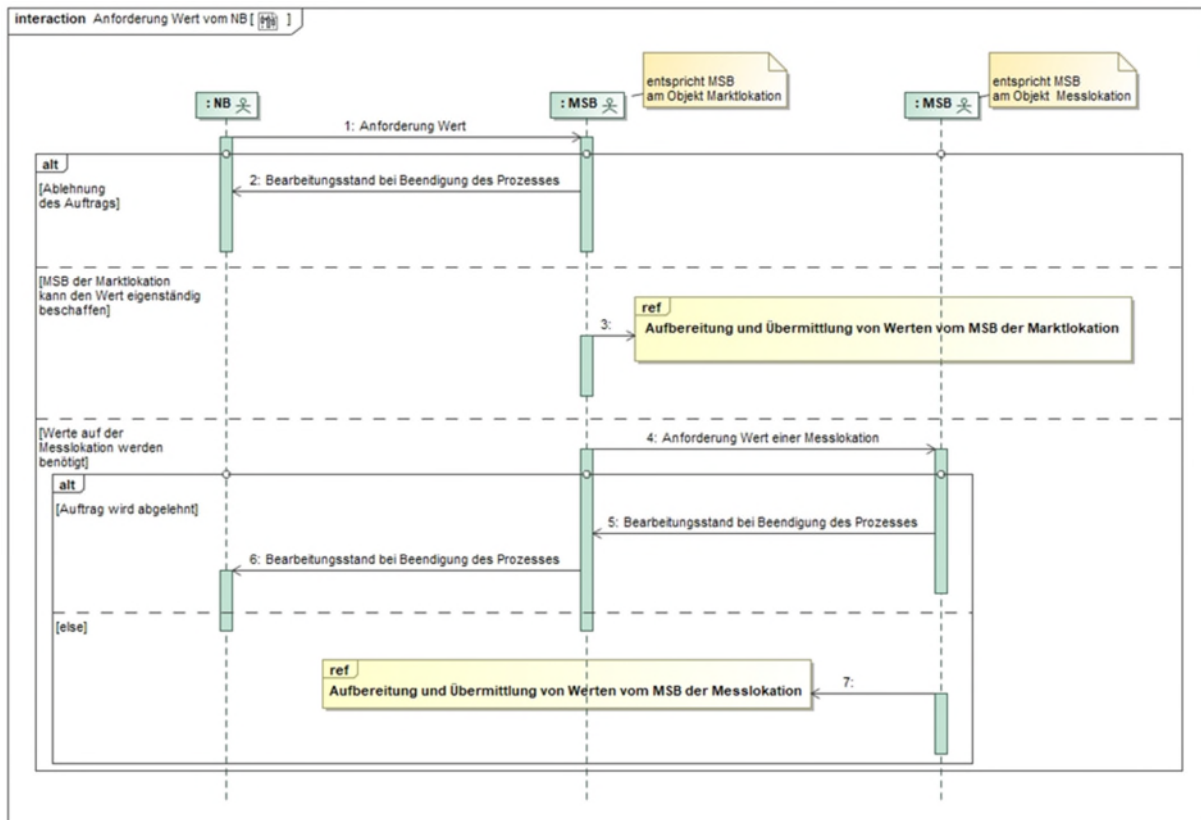 interaction Anforderung Wert vom NB [ ]
entspricht MSB
am Objekt Marktlokation
entspricht MSB
am Objekt Messlokation
: NB
: MSB
: MSB
1: Anforderung Wert
alt
[Ablehnung
des Auftrags]
2: Bearbeitungsstand bei Beendigung des Prozesses
[MSB der Marktlokation
kann den Wert eigenständig
beschaffen]
ref
3:
Aufbereitung und Übermittlung von Werten vom MSB der Marktlokation
[Werte auf der
Messlokation werden
benötigt]
4: Anforderung Wert einer Messlokation
alt
[Auftrag wird abgelehnt]
5: Bearbeitungsstand bei Beendigung des Prozesses
6: Bearbeitungsstand bei Beendigung des Prozesses
[else]
ref
7:
Aufbereitung und Übermittlung von Werten vom MSB der Messlokation